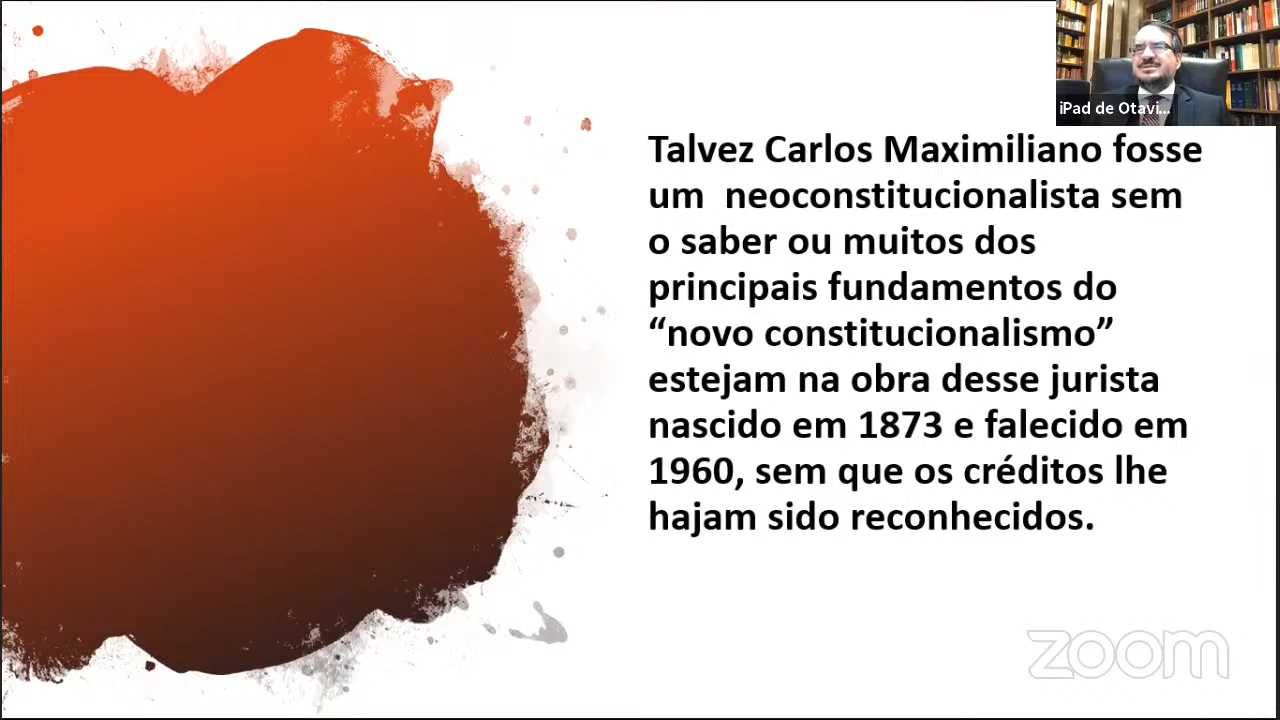 iPad de Otavi...
Talvez Carlos Maximiliano fosse
um neoconstitucionalista sem
o saber ou muitos dos
principais fundamentos do
“novo constitucionalismo”
estejam na obra desse jurista
nascido em 1873 e falecido em
1960, sem que os créditos lhe
hajam sido reconhecidos.
zoom